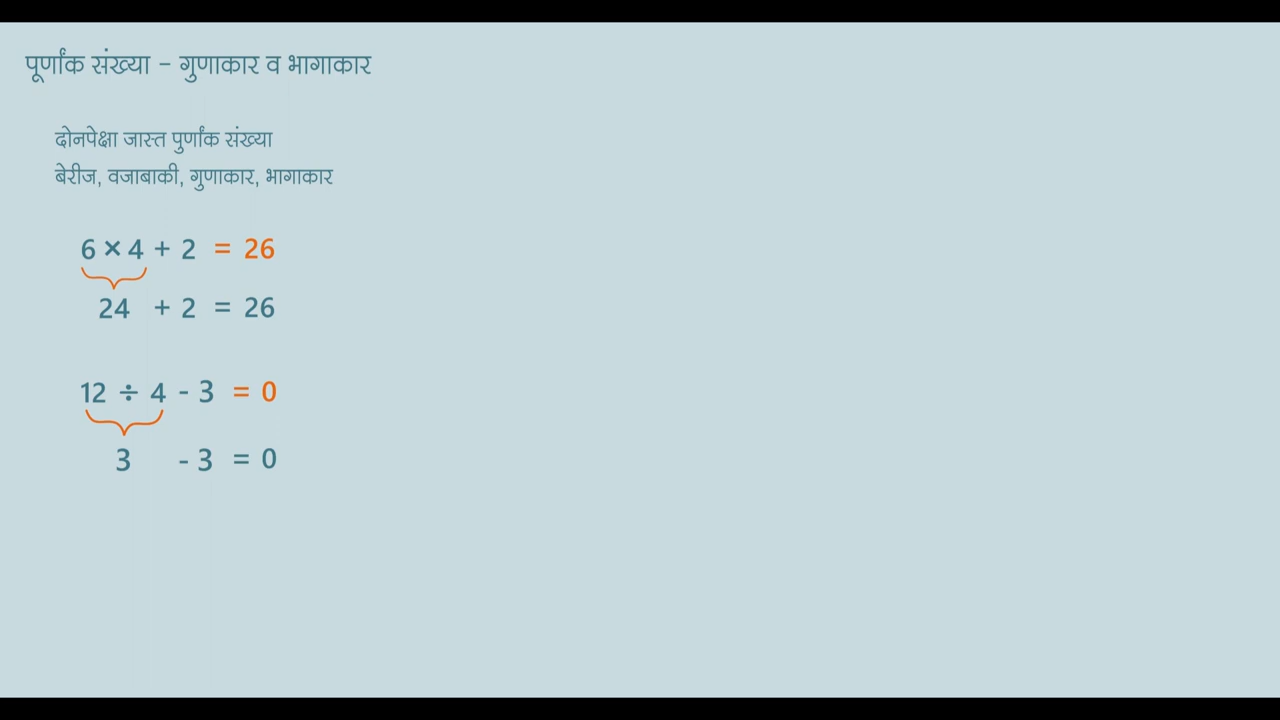 पूर्णांक संख्या - गुणाकार व भागाकार
दोनपेक्षा जास्त पुर्णांक संख्या
बेरीज, वजाबाकी, गुणाकार, भागाकार
6 × 4 + 2 = 26
24 + 2 = 26
12 ÷ 4 - 3 = 0
3 - 3 = 0